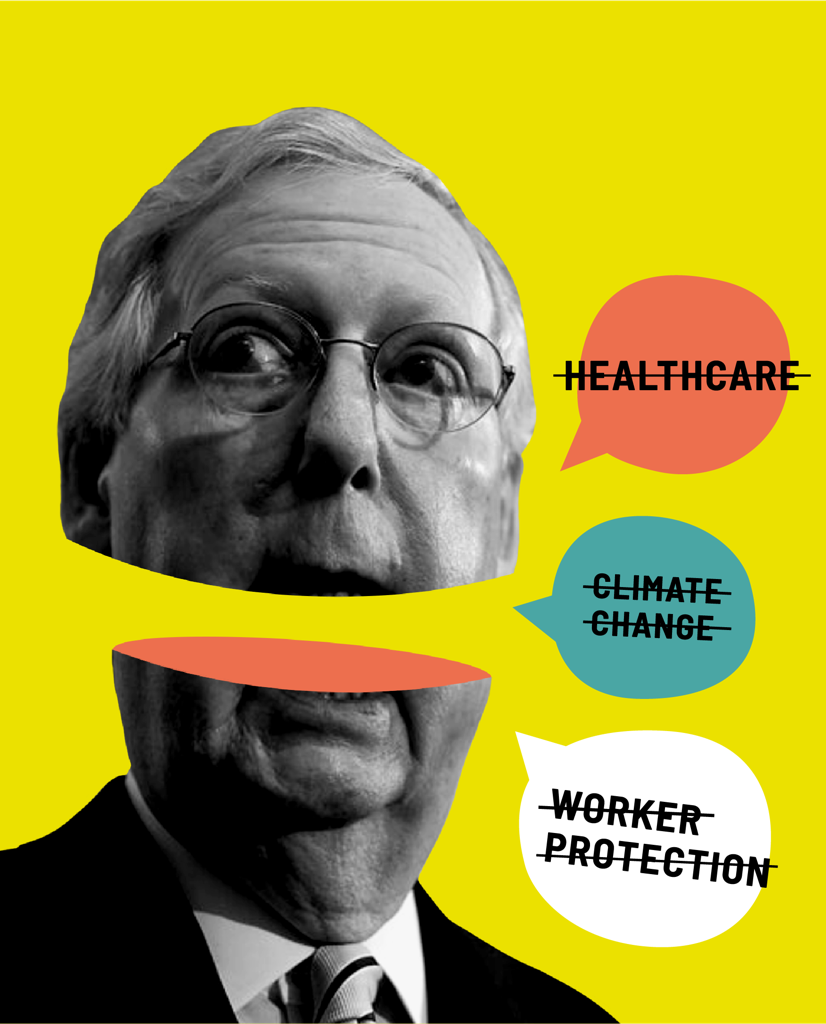 HEALTHCARE
CLIMATE
CHANGE
WORKER
PROTECTION